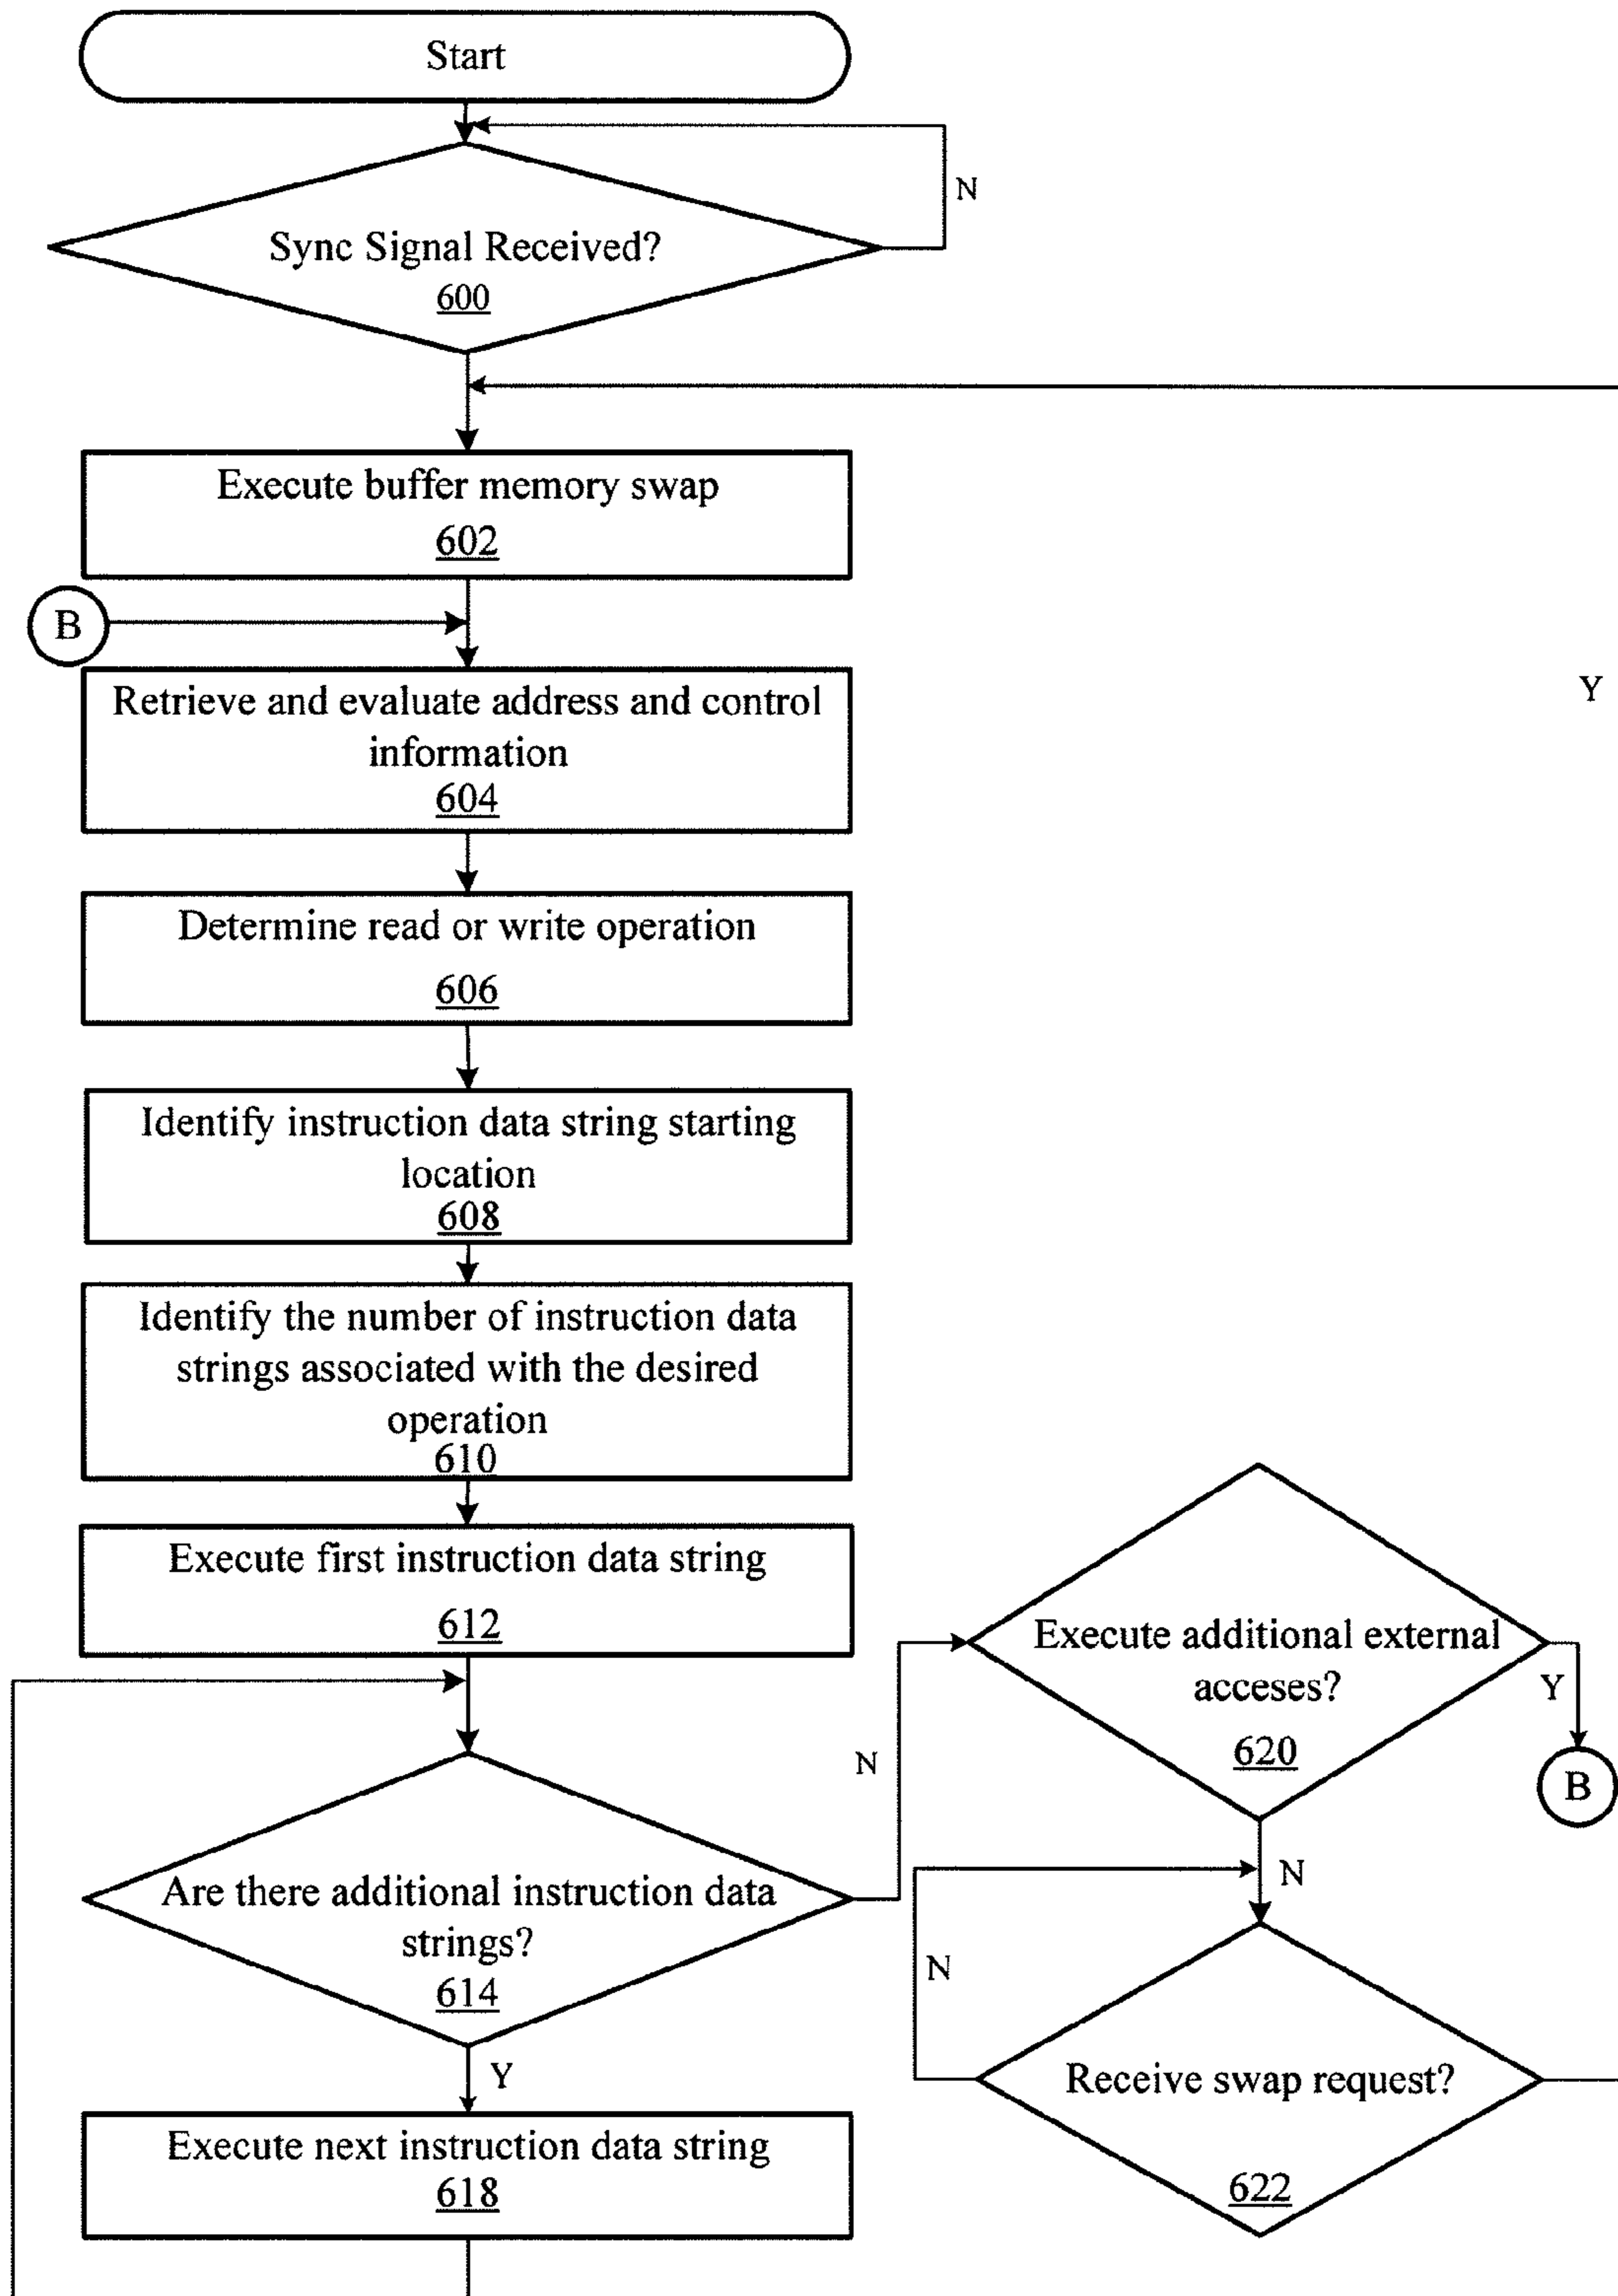 Start
N
Sync Signal Received?
600
Execute buffer memory swap
602
B
Retrieve and evaluate address and control
information
604
Y
Determine read or write operation
606
Identify instruction data string starting
location
608
Identify the number of instruction data
strings associated with the desired
operation
610
Execute first instruction data string
612
Execute additional external
acceses?
620
Y
B
N
Are there additional instruction data
strings?
614
N
N
Receive swap request?
622
Y
Execute next instruction data string
618